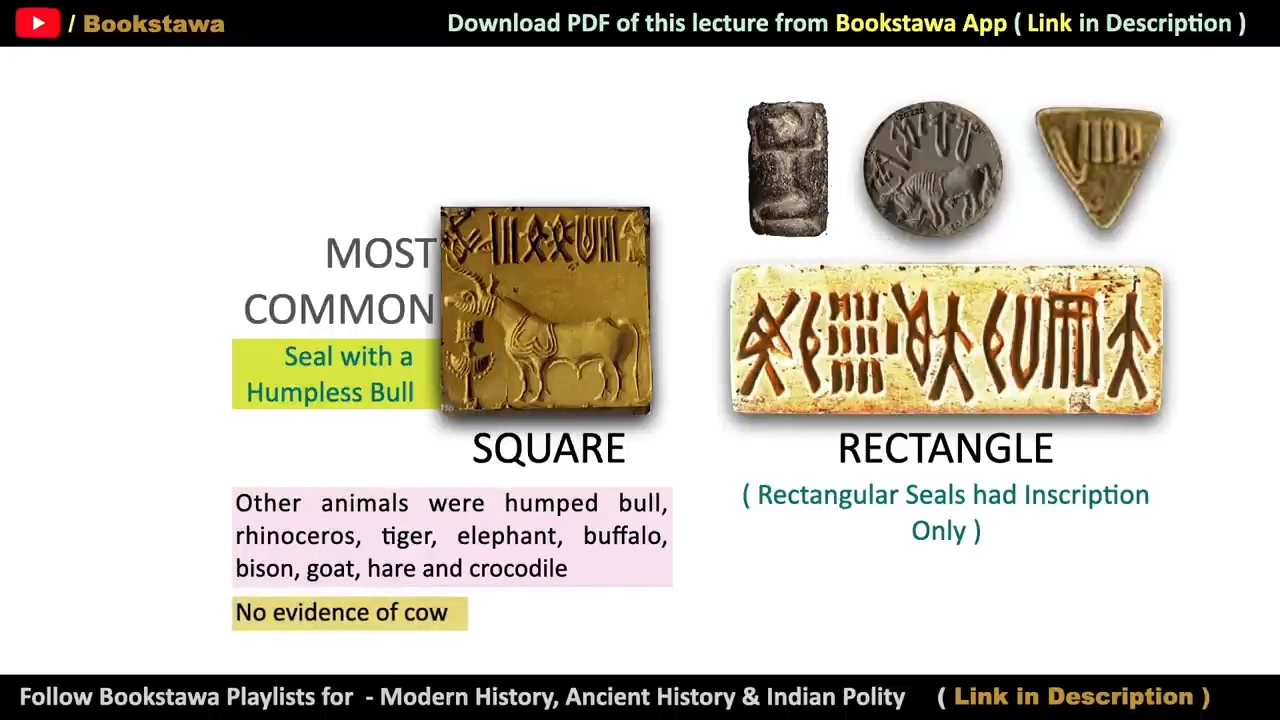 / Bookstawa
Download PDF of this lecture from Bookstawa App ( Link in Description )
MOST
COMMON
Seal with a
Humpless Bull
SQUARE
Other animals were humped bull,
rhinoceros, tiger, elephant, buffalo,
bison, goat, hare and crocodile
No evidence of cow
RECTANGLE
( Rectangular Seals had Inscription
Only )
Follow Bookstawa Playlists for - Modern History, Ancient History & Indian Polity ( Link in Description )